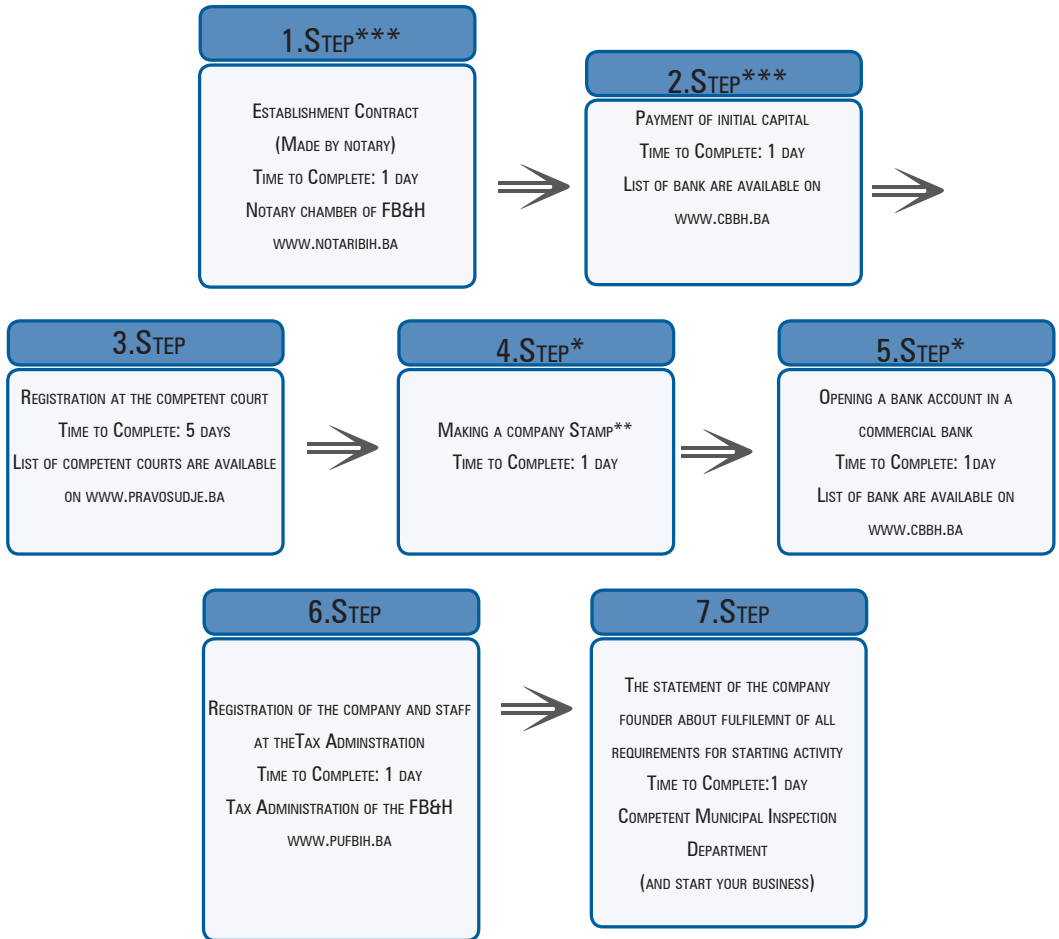 1.Step***
Establishment Contract
(Made by notary)
Time to Complete: 1 day
Notary chamber of FB&H
www.notaribih.ba
2.Step***
Payment of initial capital
Time to Complete: 1 day
List of bank are available on
www.cbbh.ba
3.Step
Registration at the competent court
Time to Complete: 5 days
List of competent courts are available
on www.pravosudje.ba
4.Step*
Making a company Stamp**
Time to Complete: 1 day
5.Step*
Opening a bank account in a
commercial bank
Time to Complete: 1day
List of bank are available on
www.cbbh.ba
6.Step
Registration of the company and staff
at theTax Adminstration
Time to Complete: 1 day
Tax Administration of the FB&H
www.pufbih.ba
7.Step
The statement of the company
founder about fulfilemnt of all
requirements for starting activity
Time to Complete:1 day
Competent Municipal Inspection
Department
(and start your business)